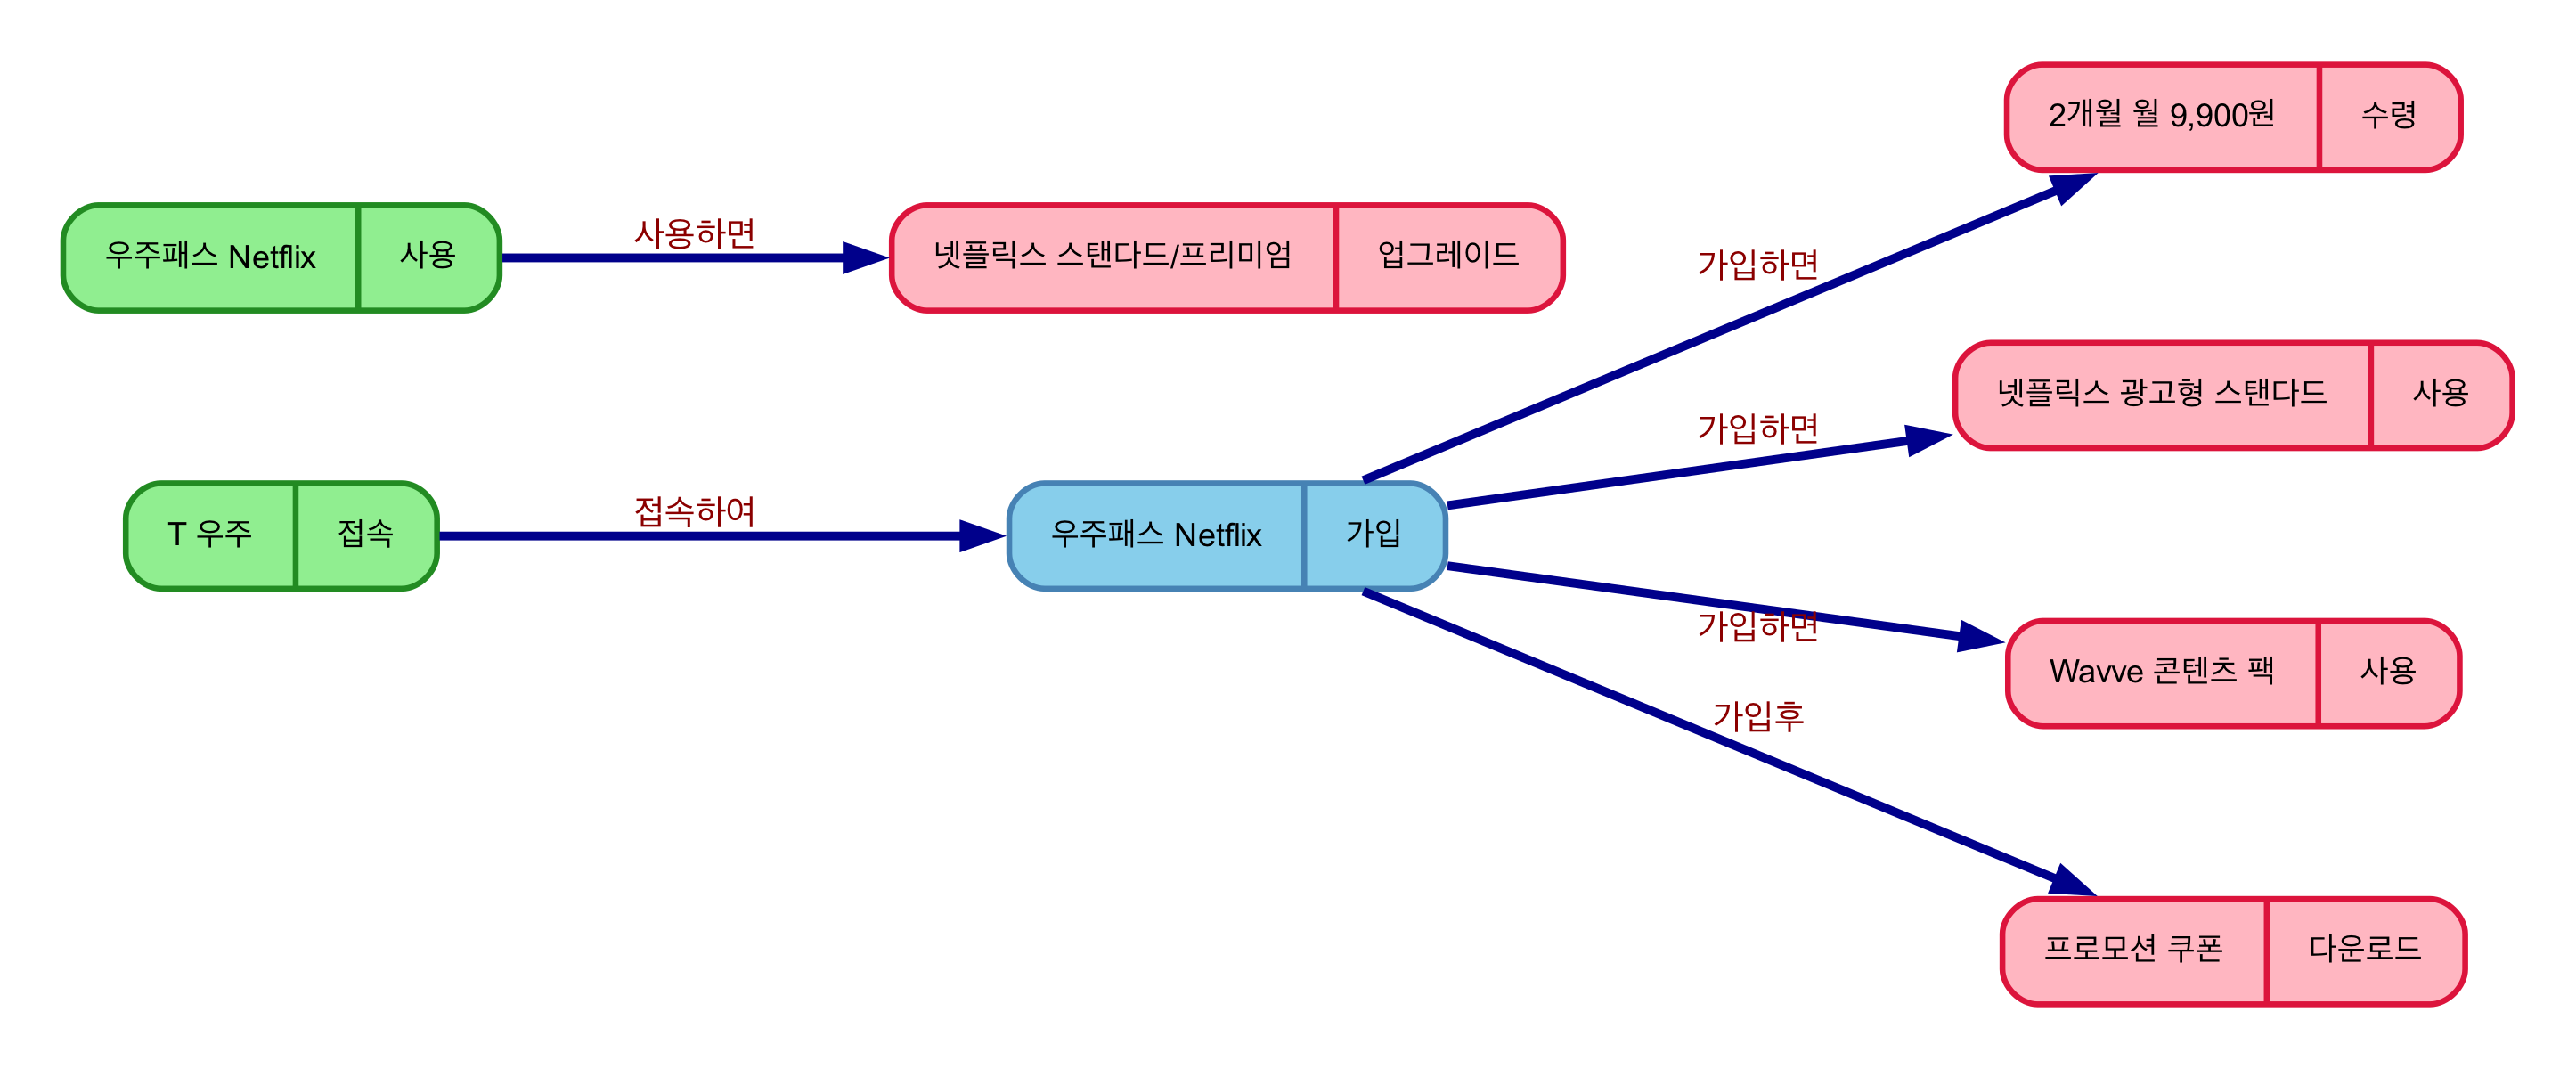 2개월 월 9,900원 수령
우주패스 Netflix 사용
사용하면
넷플릭스 스탠다드/프리미엄 업그레이드
가입하면
넷플릭스 광고형 스탠다드 사용
가입하면
T 우주 접속
접속하여
우주패스 Netflix 가입
가입하면
Wavve 콘텐츠 팩 사용
가입후
프로모션 쿠폰 다운로드